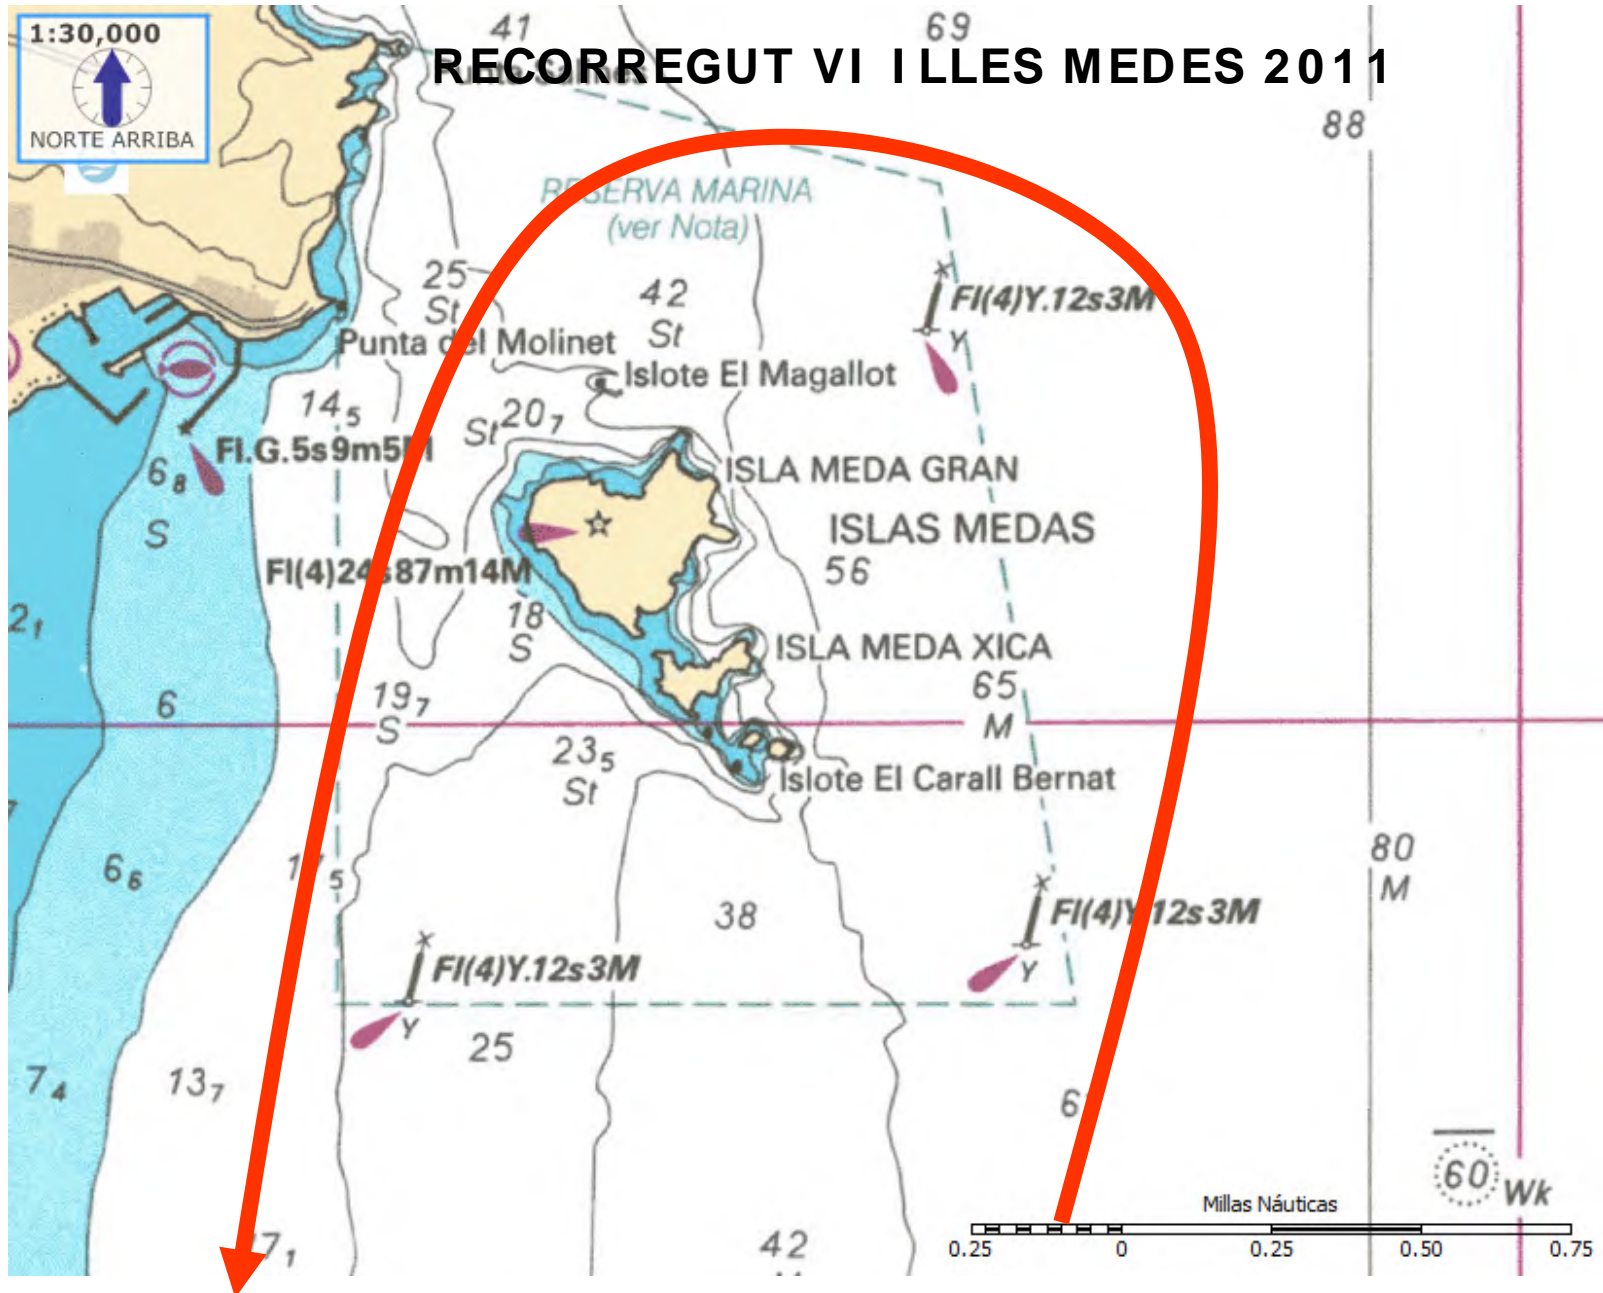 1:30,000
NORTE ARRIBA
RECORREGUT VI ILLES MEDES 2011
41
69
88
RESERVA MARINA
(ver Nota)
25
St
42
St
Fl(4)Y.12s3M
Y
Punta del Molinet
Islote El Magallot
14₅
St
20₇
Fl.G.5s9m5M
6₈
S
ISLA MEDA GRAN
ISLAS MEDAS
56
Fl(4)24s87m14M
18
S
2₁
ISLA MEDA XICA
65
M
6
19₇
S
23₅
St
Islote El Carall Bernat
80
M
6₆
5
38
Fl(4)Y.12s3M
Y
Fl(4)Y.12s3M
Y
25
7₄
13₇
6
60 Wk
Millas Náuticas
0.25
0
0.25
0.50
0.75
7₁
42